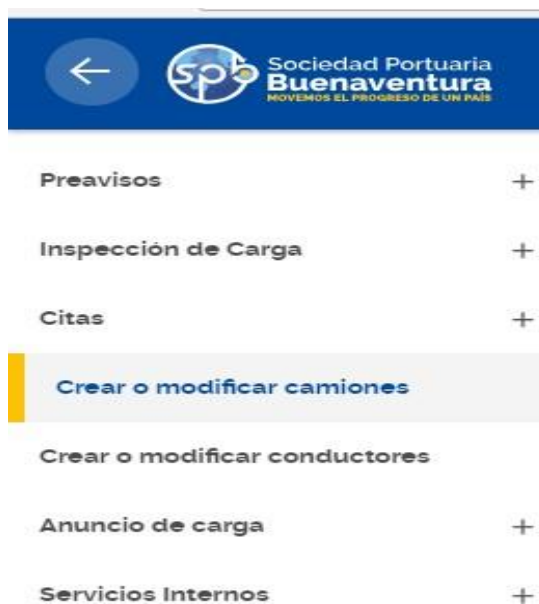 spb
Sociedad Portuaria
Buenaventura
MOVEMOS EL PROGRESO DE UN PAÍS
Preavisos +
Inspección de Carga +
Citas +
Crear o modificar camiones
Crear o modificar conductores
Anuncio de carga +
Servicios Internos +